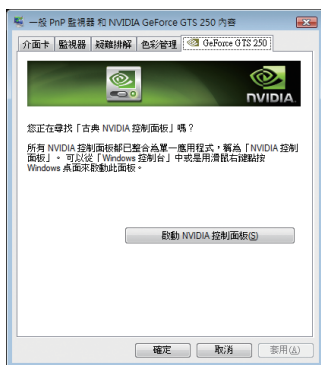 一般 PnP 監視器 和 NVIDIA GeForce GTS 250 內容
介面卡 監視器 疑難排解 色彩管理 GeForce GTS 250
NVIDIA
您正在尋找「古典 NVIDIA 控制面板」嗎？
所有 NVIDIA 控制面板都已整合為單一應用程式，稱為「NVIDIA 控制
面板」。可以從「Windows 控制台」中或是用滑鼠右鍵點按
Windows 桌面來啟動此面板。
啟動 NVIDIA 控制面板(S)
確定 取消 套用(A)